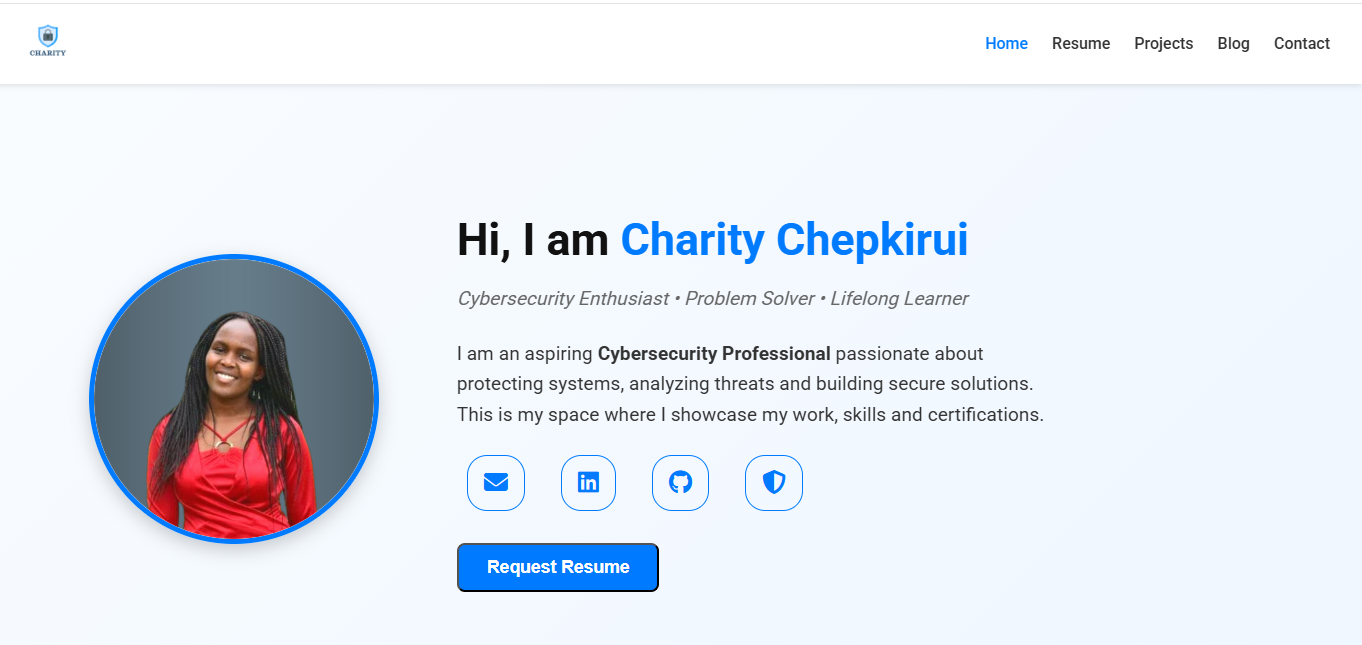 CHARITY
Home
Resume
Projects
Blog
Contact
Hi, I am Charity Chepkirui
Cybersecurity Enthusiast • Problem Solver • Lifelong Learner
I am an aspiring Cybersecurity Professional passionate about
protecting systems, analyzing threats and building secure solutions.
This is my space where I showcase my work, skills and certifications.
in
Request Resume